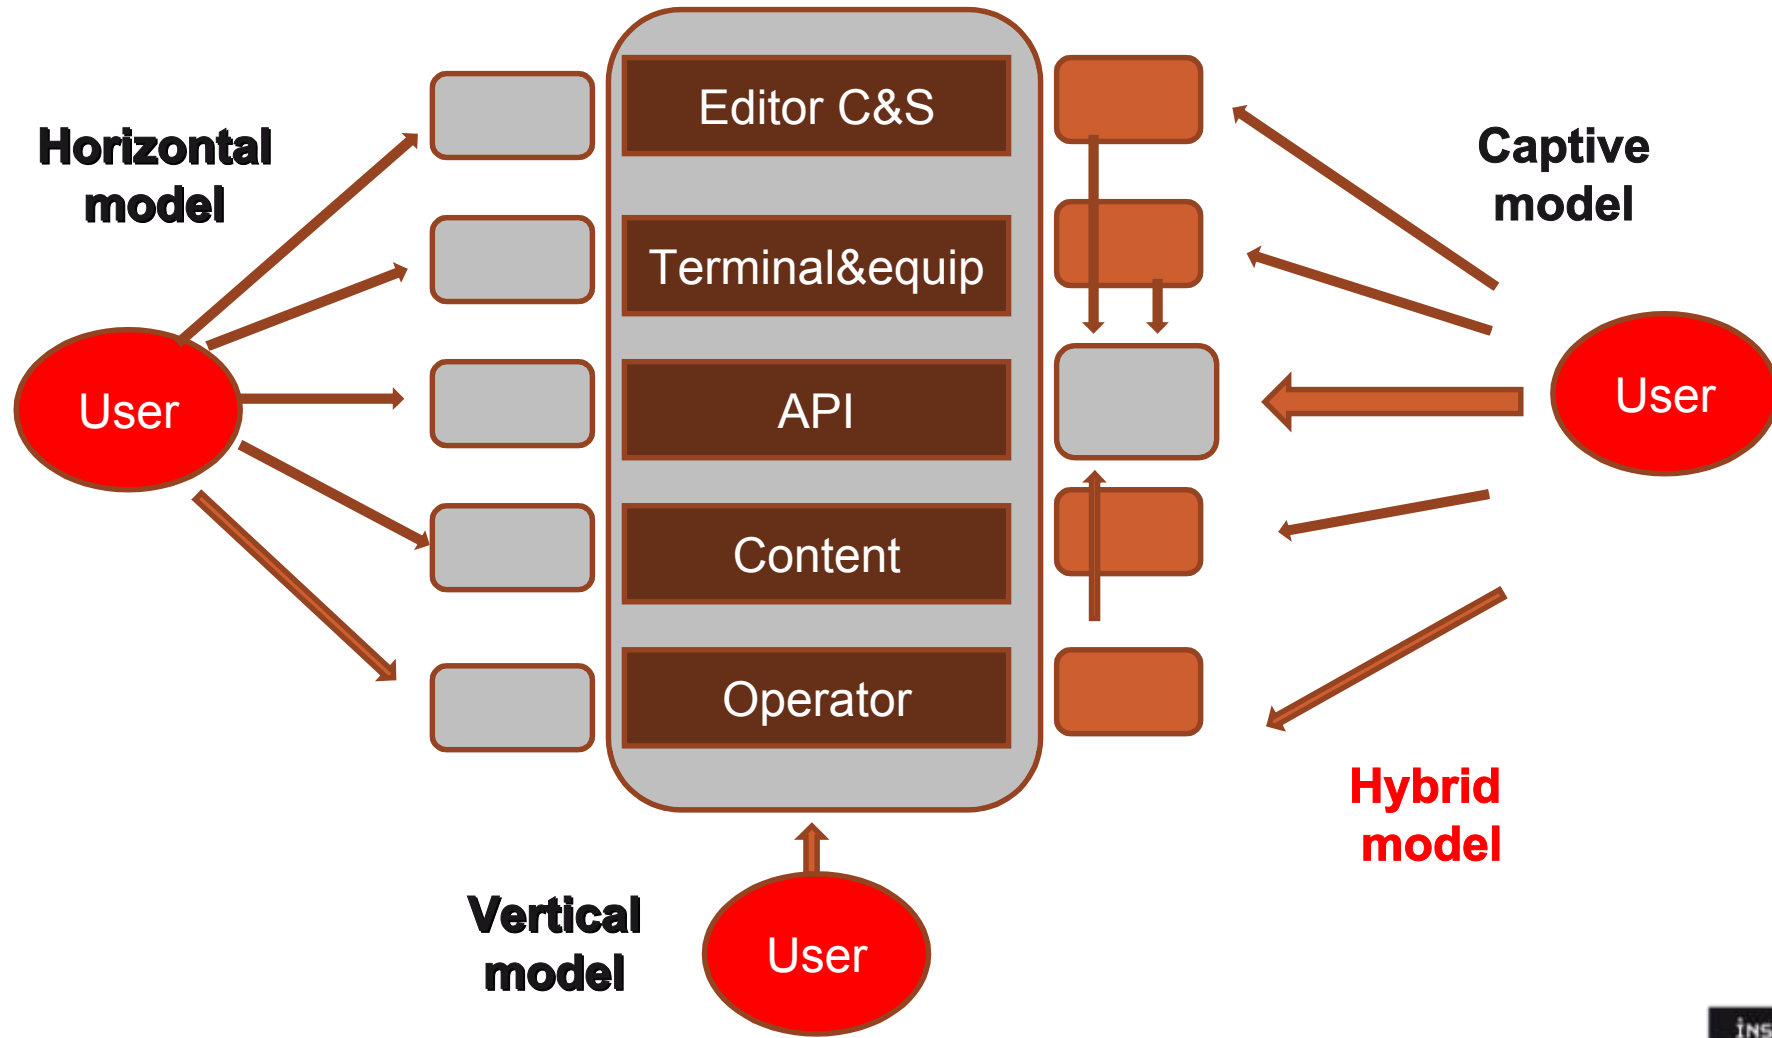 Editor C&S
Horizontal
model
Captive
model
Terminal&equip
User
API
User
Content
Operator
Hybrid
model
Vertical
model
User